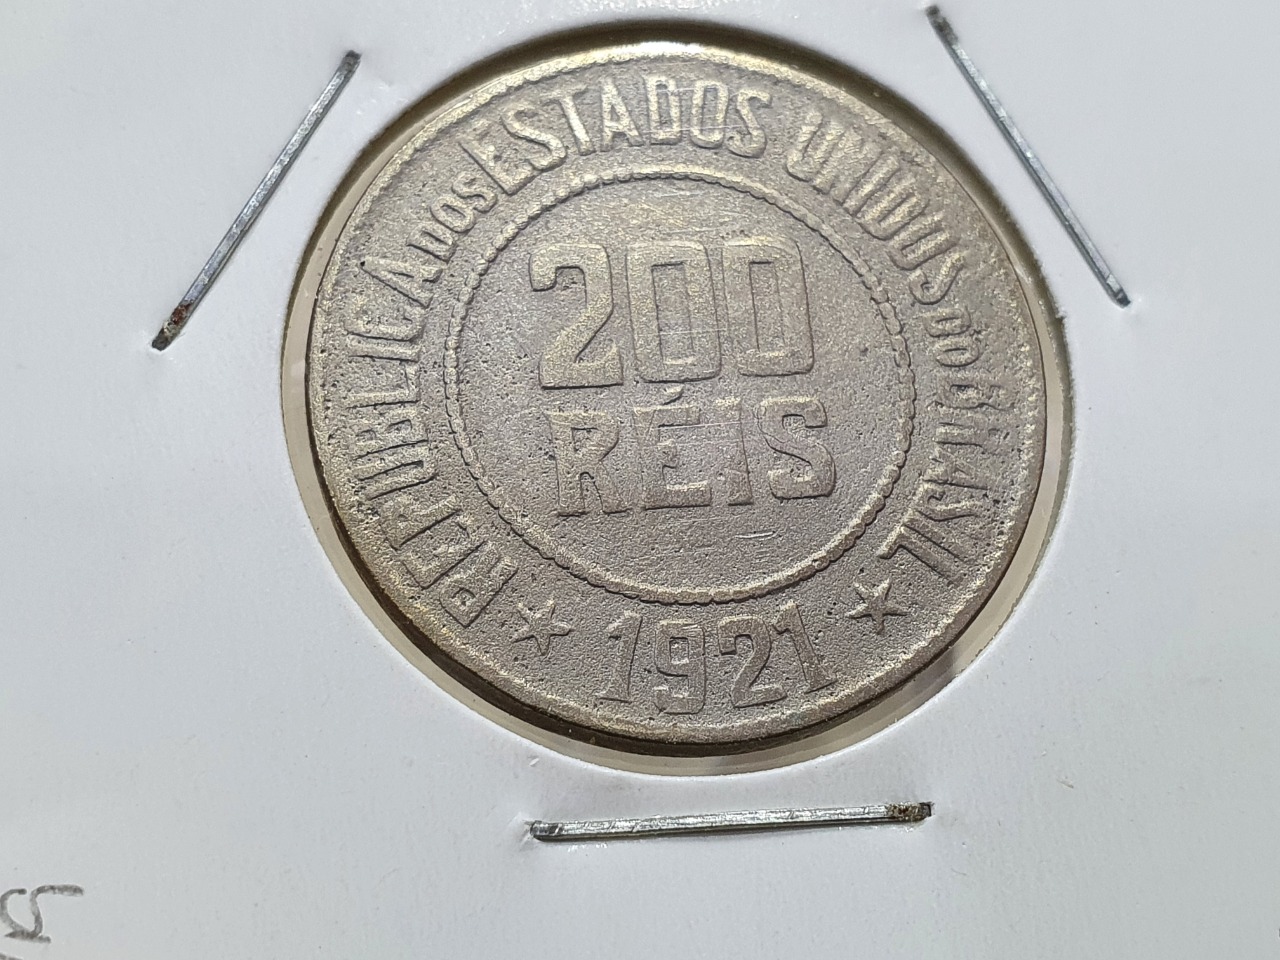 REPUBLICA DOS ESTADOS UNIDOS DO BRASIL
200
RÉIS
★ 1921 ★